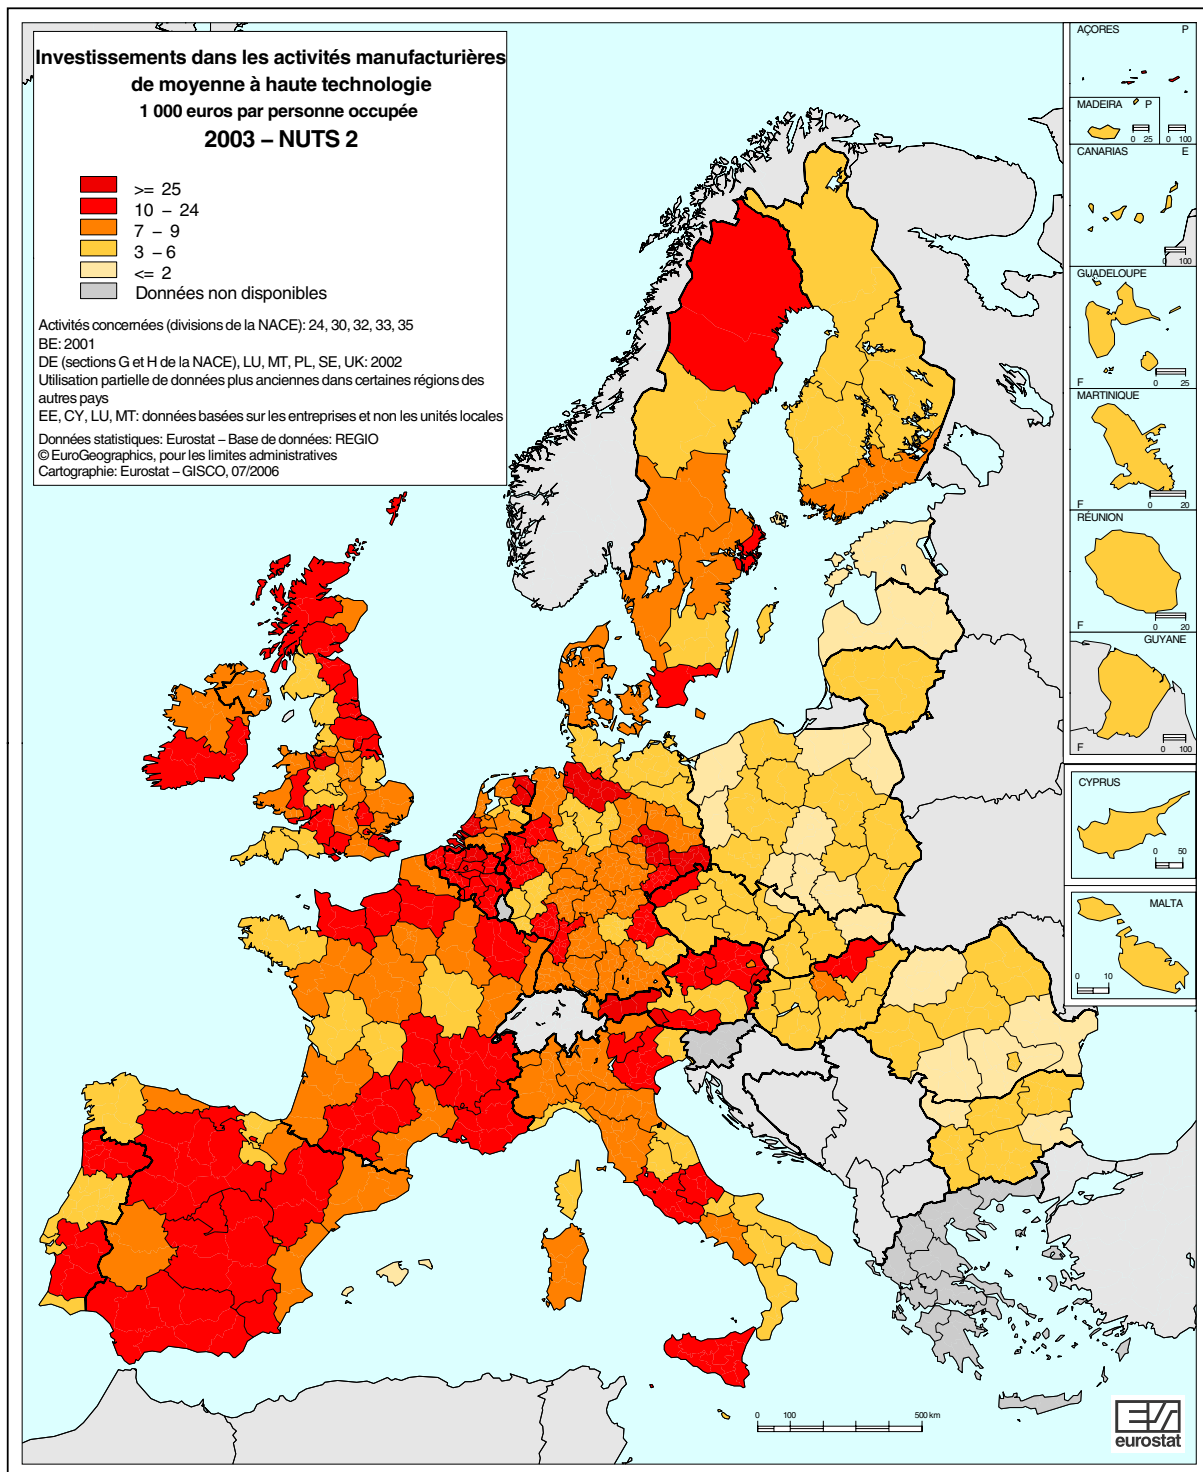 Investissements dans les activités manufacturières
de moyenne à haute technologie
1 000 euros par personne occupée
2003 – NUTS 2
>= 25
10 – 24
7 – 9
3 – 6
<= 2
Données non disponibles
Activités concernées (divisions de la NACE): 24, 30, 32, 33, 35
BE: 2001
DE (sections G et H de la NACE), LU, MT, PL, SE, UK: 2002
Utilisation partielle de données plus anciennes dans certaines régions des
autres pays
EE, CY, LU, MT: données basées sur les entreprises et non les unités locales
Données statistiques: Eurostat – Base de données: REGIO
© EuroGeographics, pour les limites administratives
Cartographie: Eurostat – GISCO, 07/2006
AÇORES P
MADEIRA P
0 25
0 100
CANARIAS E
0 100
GUADELOUPE
F
0 25
MARTINIQUE
F
0 20
RÉUNION
F
0 20
GUYANE
F
0 100
CYPRUS
0 50
MALTA
0 10
0 100 500 km
eurostat